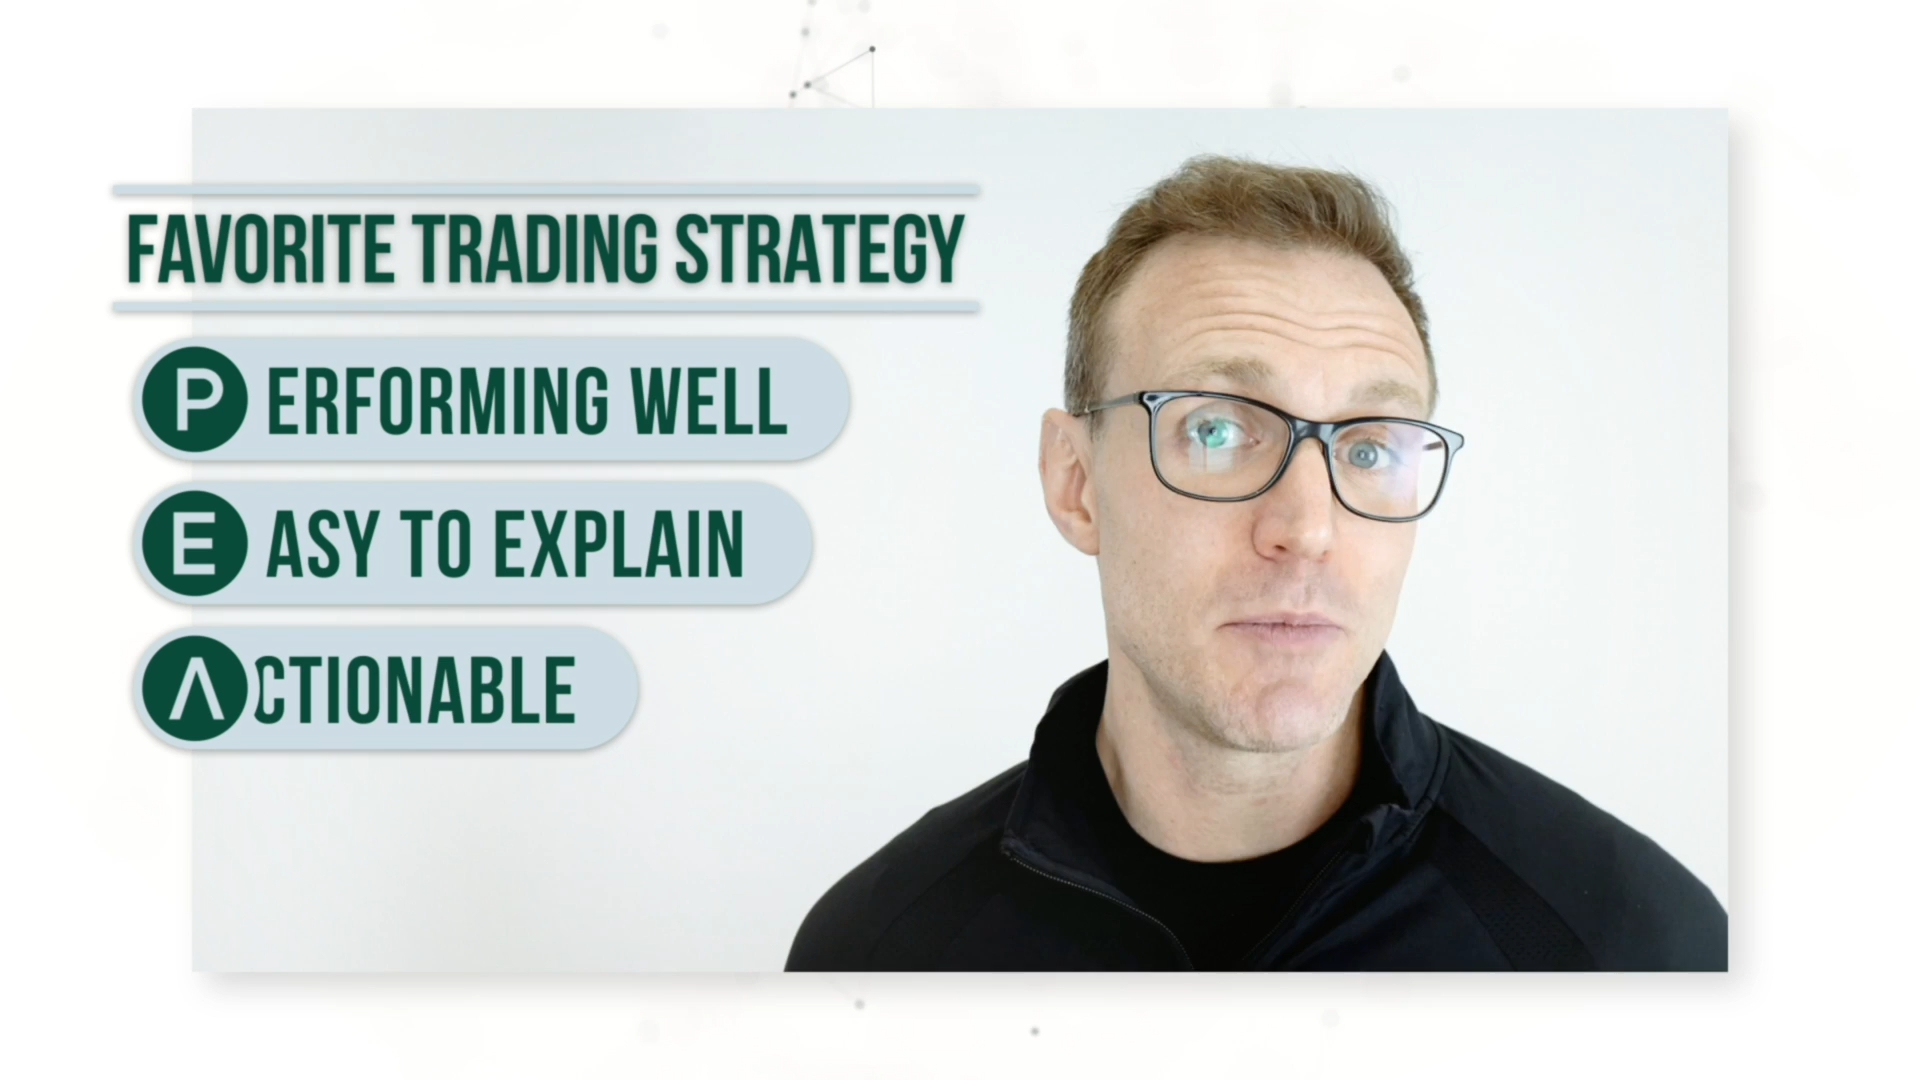 FAVORITE TRADING STRATEGY
PERFORMING WELL
EASY TO EXPLAIN
ACTIONABLE